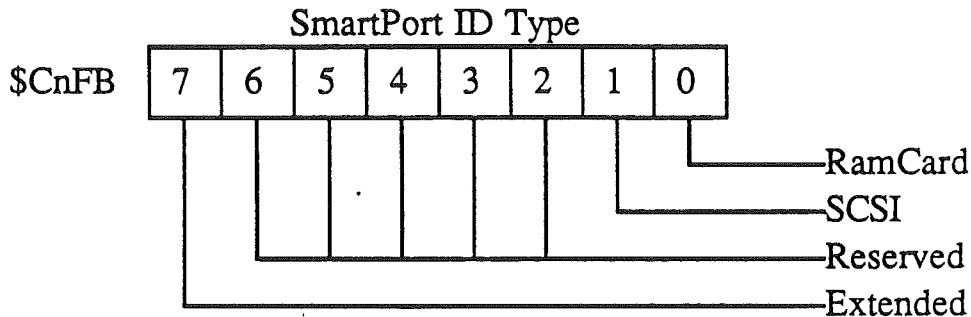 SmartPort ID Type
$CnFB 7 6 5 4 3 2 1 0
RamCard
SCSI
Reserved
Extended